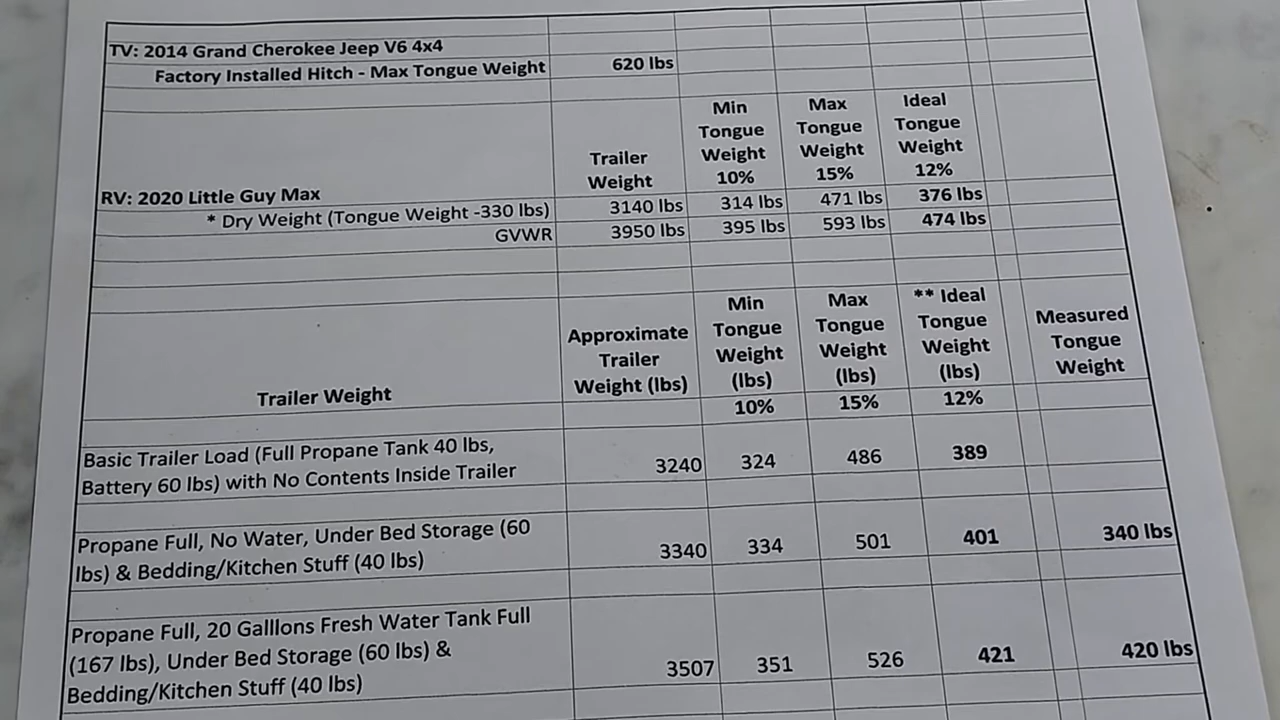 TV: 2014 Grand Cherokee Jeep V6 4x4
Factory Installed Hitch - Max Tongue Weight 620 lbs
RV: 2020 Little Guy Max
Trailer
Weight
Min
Tongue
Weight
10%
Max
Tongue
Weight
15%
Ideal
Tongue
Weight
12%
* Dry Weight (Tongue Weight -330 lbs) 3140 lbs 314 lbs 471 lbs 376 lbs
GVWR 3950 lbs 395 lbs 593 lbs 474 lbs
Trailer Weight
Approximate
Trailer
Weight (lbs)
Min
Tongue
Weight
(lbs)
10%
Max
Tongue
Weight
(lbs)
15%
** Ideal
Tongue
Weight
(lbs)
12%
Measured
Tongue
Weight
Basic Trailer Load (Full Propane Tank 40 lbs,
Battery 60 lbs) with No Contents Inside Trailer
3240 324 486 389
Propane Full, No Water, Under Bed Storage (60
lbs) & Bedding/Kitchen Stuff (40 lbs)
3340 334 501 401 340 lbs
Propane Full, 20 Galllons Fresh Water Tank Full
(167 lbs), Under Bed Storage (60 lbs) &
Bedding/Kitchen Stuff (40 lbs)
3507 351 526 421 420 lbs